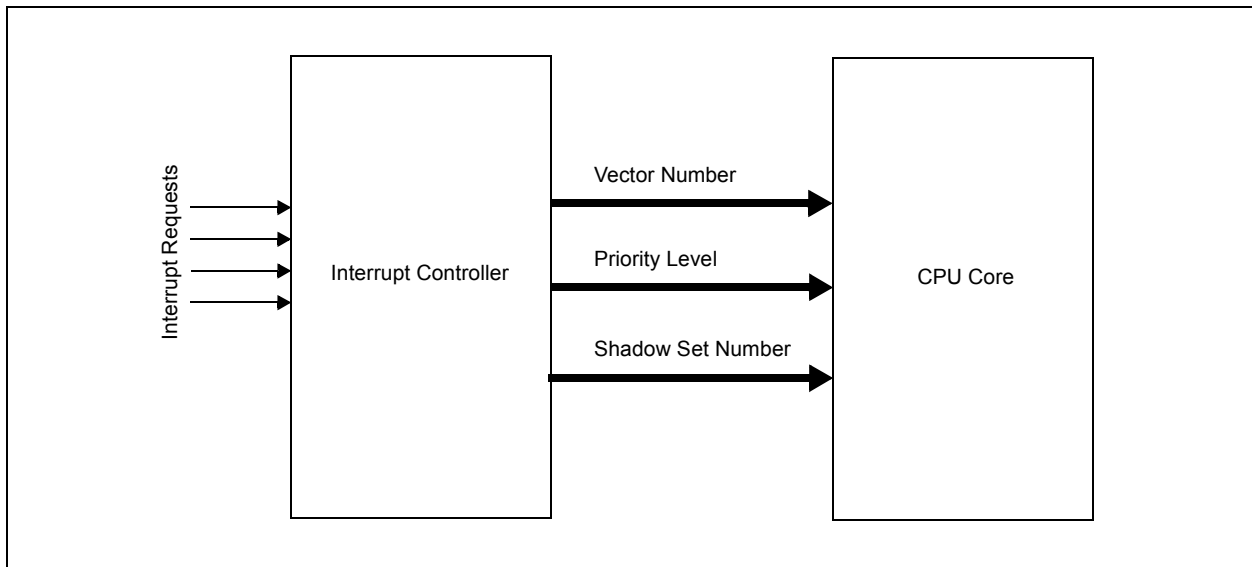 Interrupt Requests
Interrupt Controller
Vector Number
Priority Level
Shadow Set Number
CPU Core